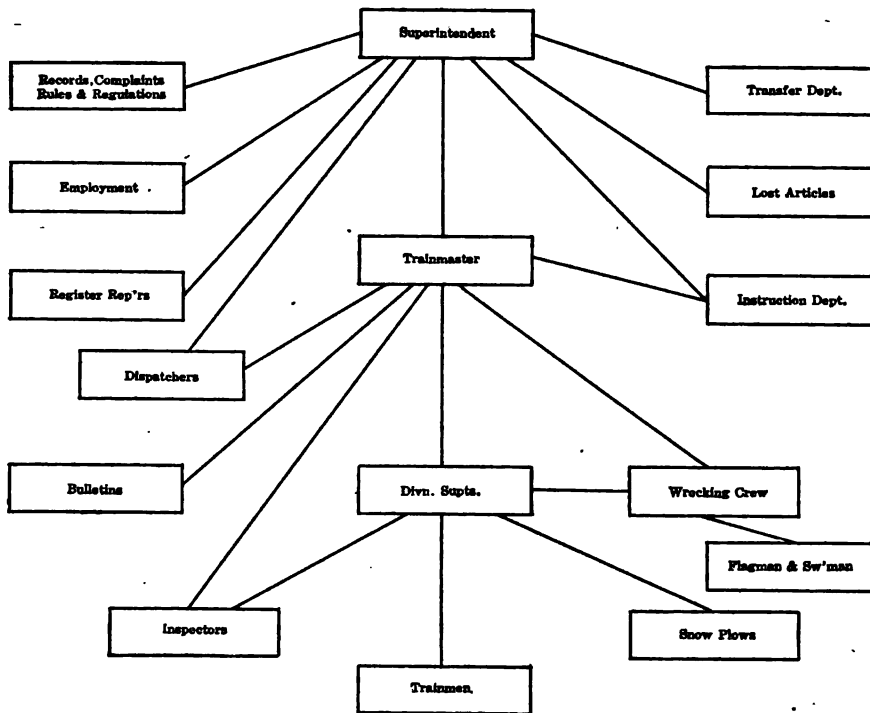 Superintendent
Records, Complaints
Rules & Regulations
Transfer Dept.
Employment
Lost Articles
Trainmaster
Register Rep'rs
Instruction Dept.
Dispatchers
Bulletins
Divn. Supts.
Wrecking Crew
Flagman & Sw'man
Inspectors
Snow Plows
Trainmen.